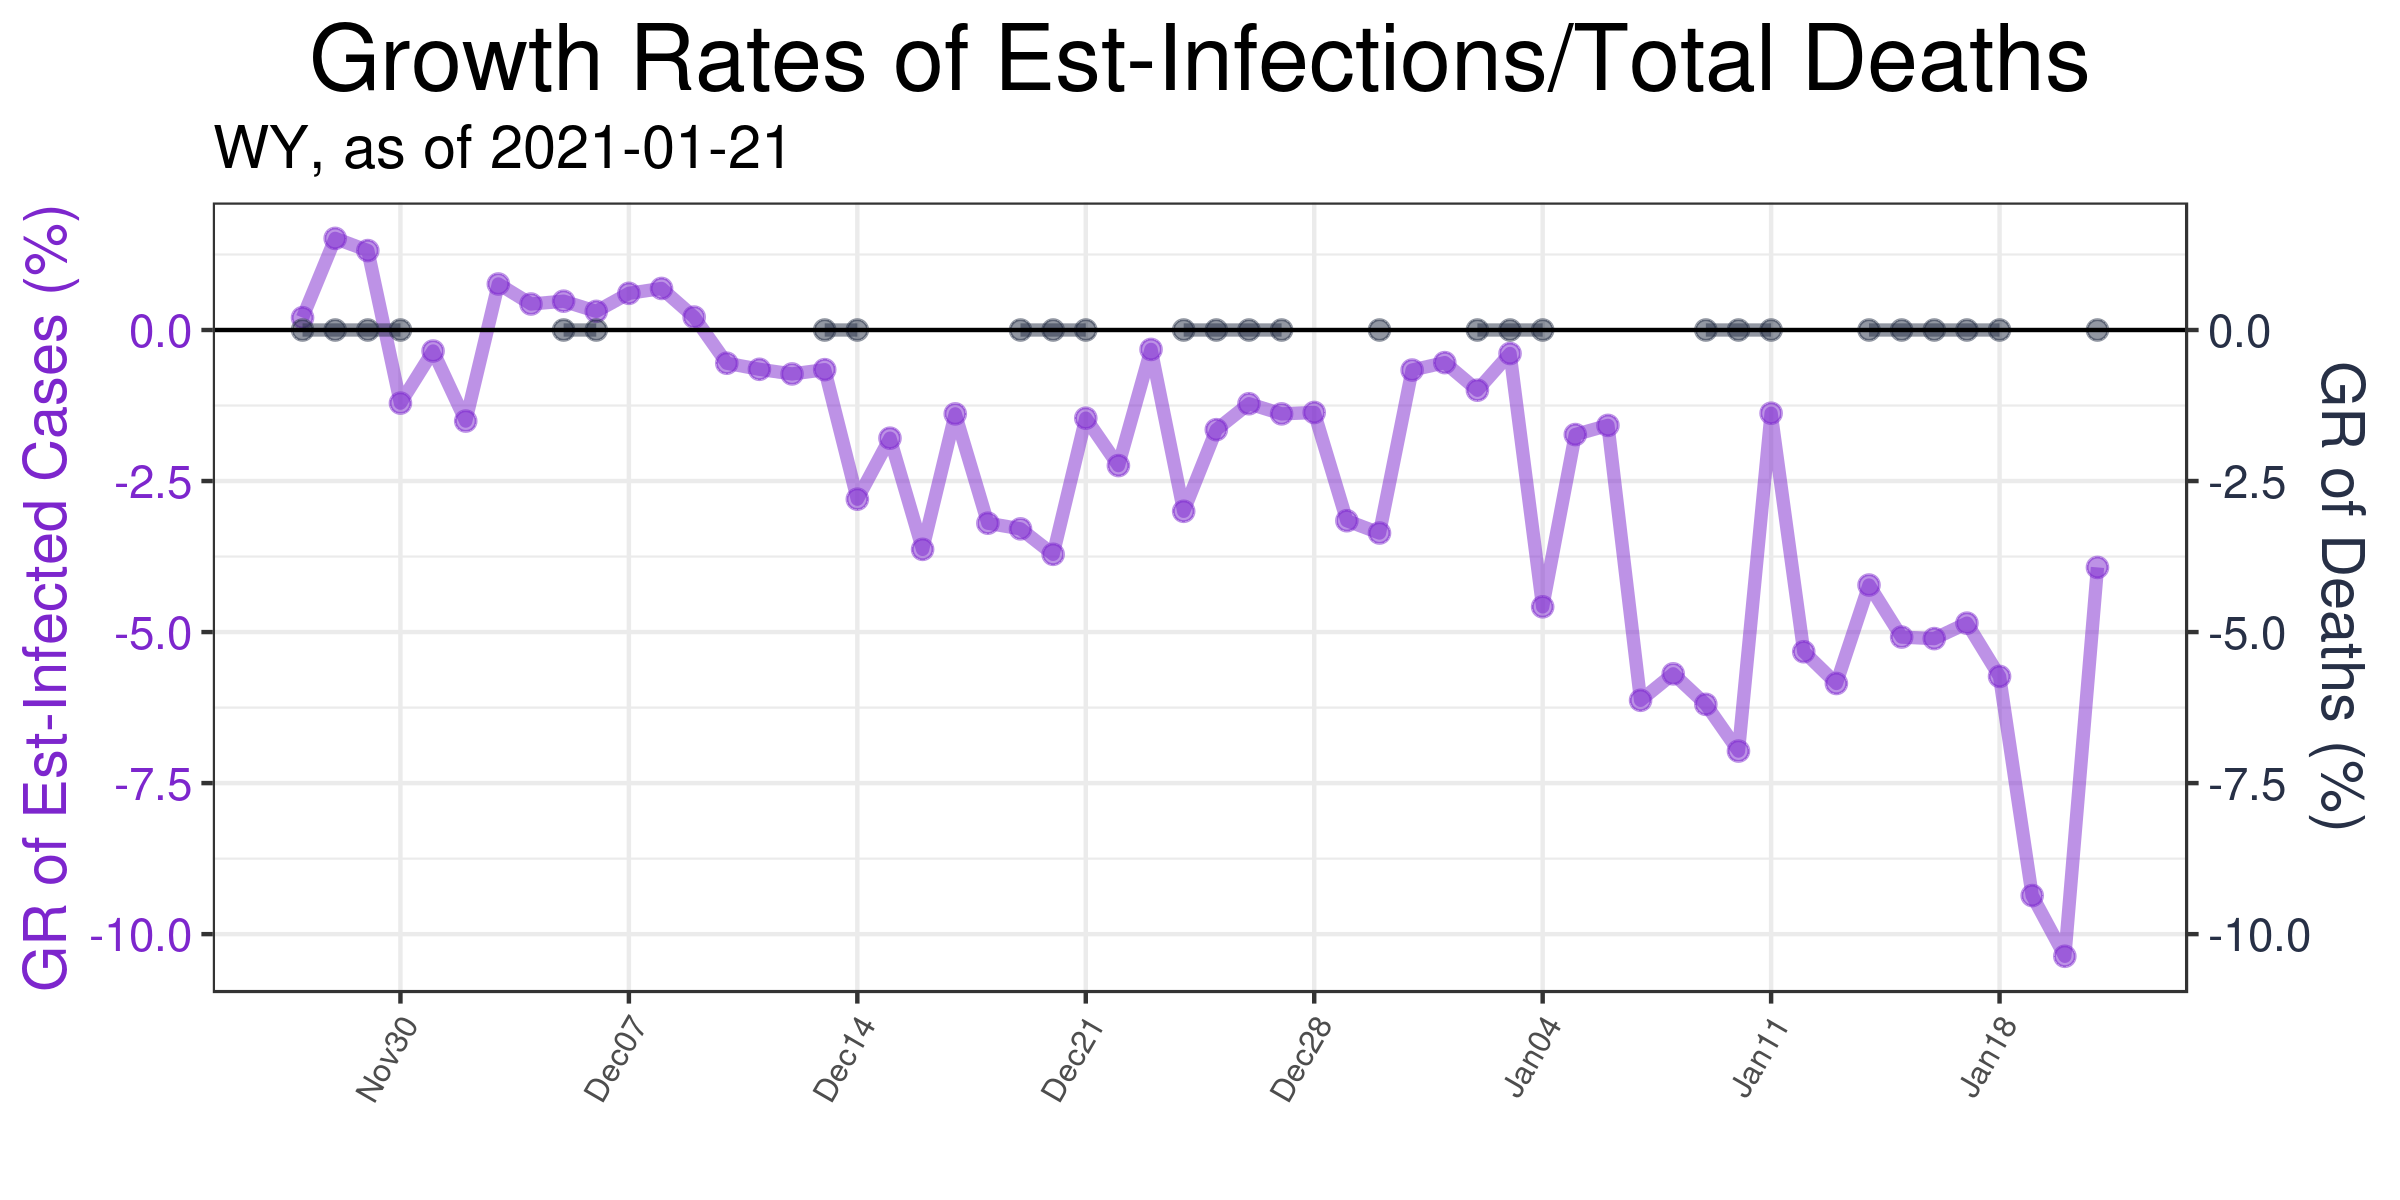 Growth Rates of Est-Infections/Total Deaths
WY, as of 2021-01-21
GR of Est-Infected Cases (%)
0.0
-2.5
-5.0
-7.5
-10.0
0.0
-2.5
-5.0
-7.5
-10.0
GR of Deaths (%)
Nov30
Dec07
Dec14
Dec21
Dec28
Jan04
Jan11
Jan18